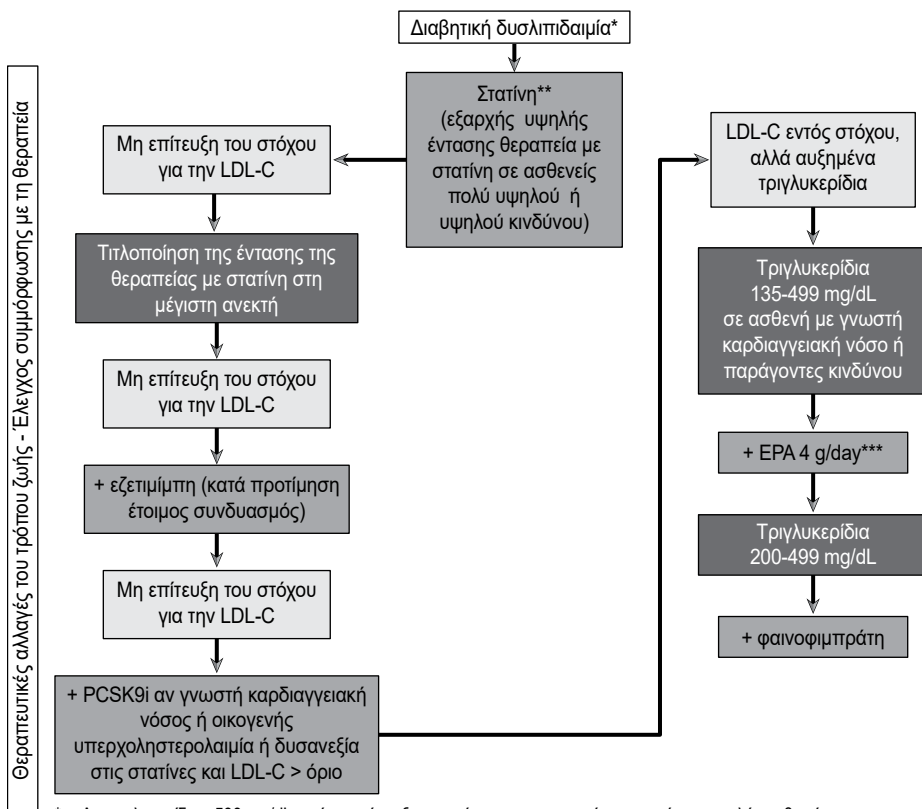 Θεραπευτικές αλλαγές του τρόπου ζωής - Έλεγχος συμμόρφωσης με τη θεραπεία
Διαβητική δυσλιπιδαιμία*
Στατίνη**
(εξαρχής υψηλής
έντασης θεραπεία με
στατίνη σε ασθενείς
πολύ υψηλού ή
υψηλού κινδύνου)
Μη επίτευξη του στόχου
για την LDL-C
Τιτλοποίηση της έντασης της
θεραπείας με στατίνη στη
μέγιστη ανεκτή
Μη επίτευξη του στόχου
για την LDL-C
+ εζετιμίμπη (κατά προτίμηση
έτοιμος συνδυασμός)
Μη επίτευξη του στόχου
για την LDL-C
+ PCSK9i αν γνωστή καρδιαγγειακή
νόσος ή οικογενής
υπερχοληστερολαιμία ή δυσανεξία
στις στατίνες και LDL-C > όριο
LDL-C εντός στόχου,
αλλά αυξημένα
τριγλυκερίδια
Τριγλυκερίδια
135-499 mg/dL
σε ασθενή με γνωστή
καρδιαγγειακή νόσο ή
παράγοντες κινδύνου
+ EPA 4 g/day***
Τριγλυκερίδια
200-499 mg/dL
+ φαινοφιμπράτη